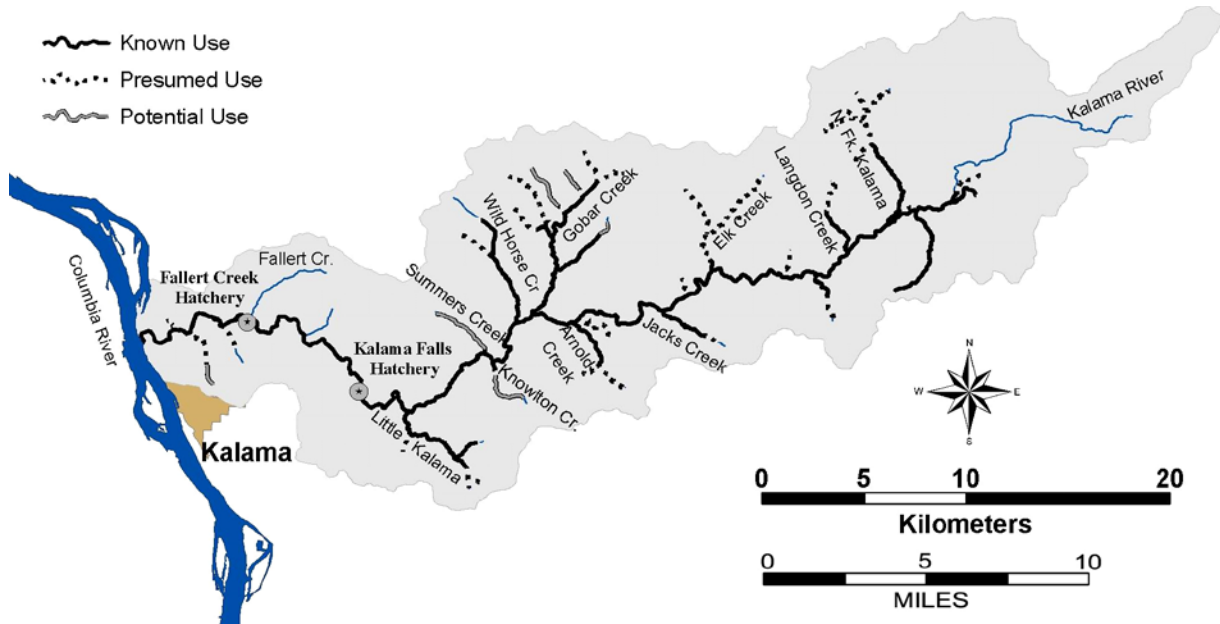 Known Use
Presumed Use
Potential Use
Kalama River
N. Fk. Kalama
Langdon Creek
Elk Creek
Gobar Creek
Wild Horse Cr
Fallert Cr.
Fallert Creek
Hatchery
Columbia River
Summers Creek
Kalama Falls
Hatchery
Arnold
Creek
Jacks Creek
Knowlton Cr.
Little Kalama
Kalama
N
W
E
S
0 10 20
Kilometers
0 5 10
MILES